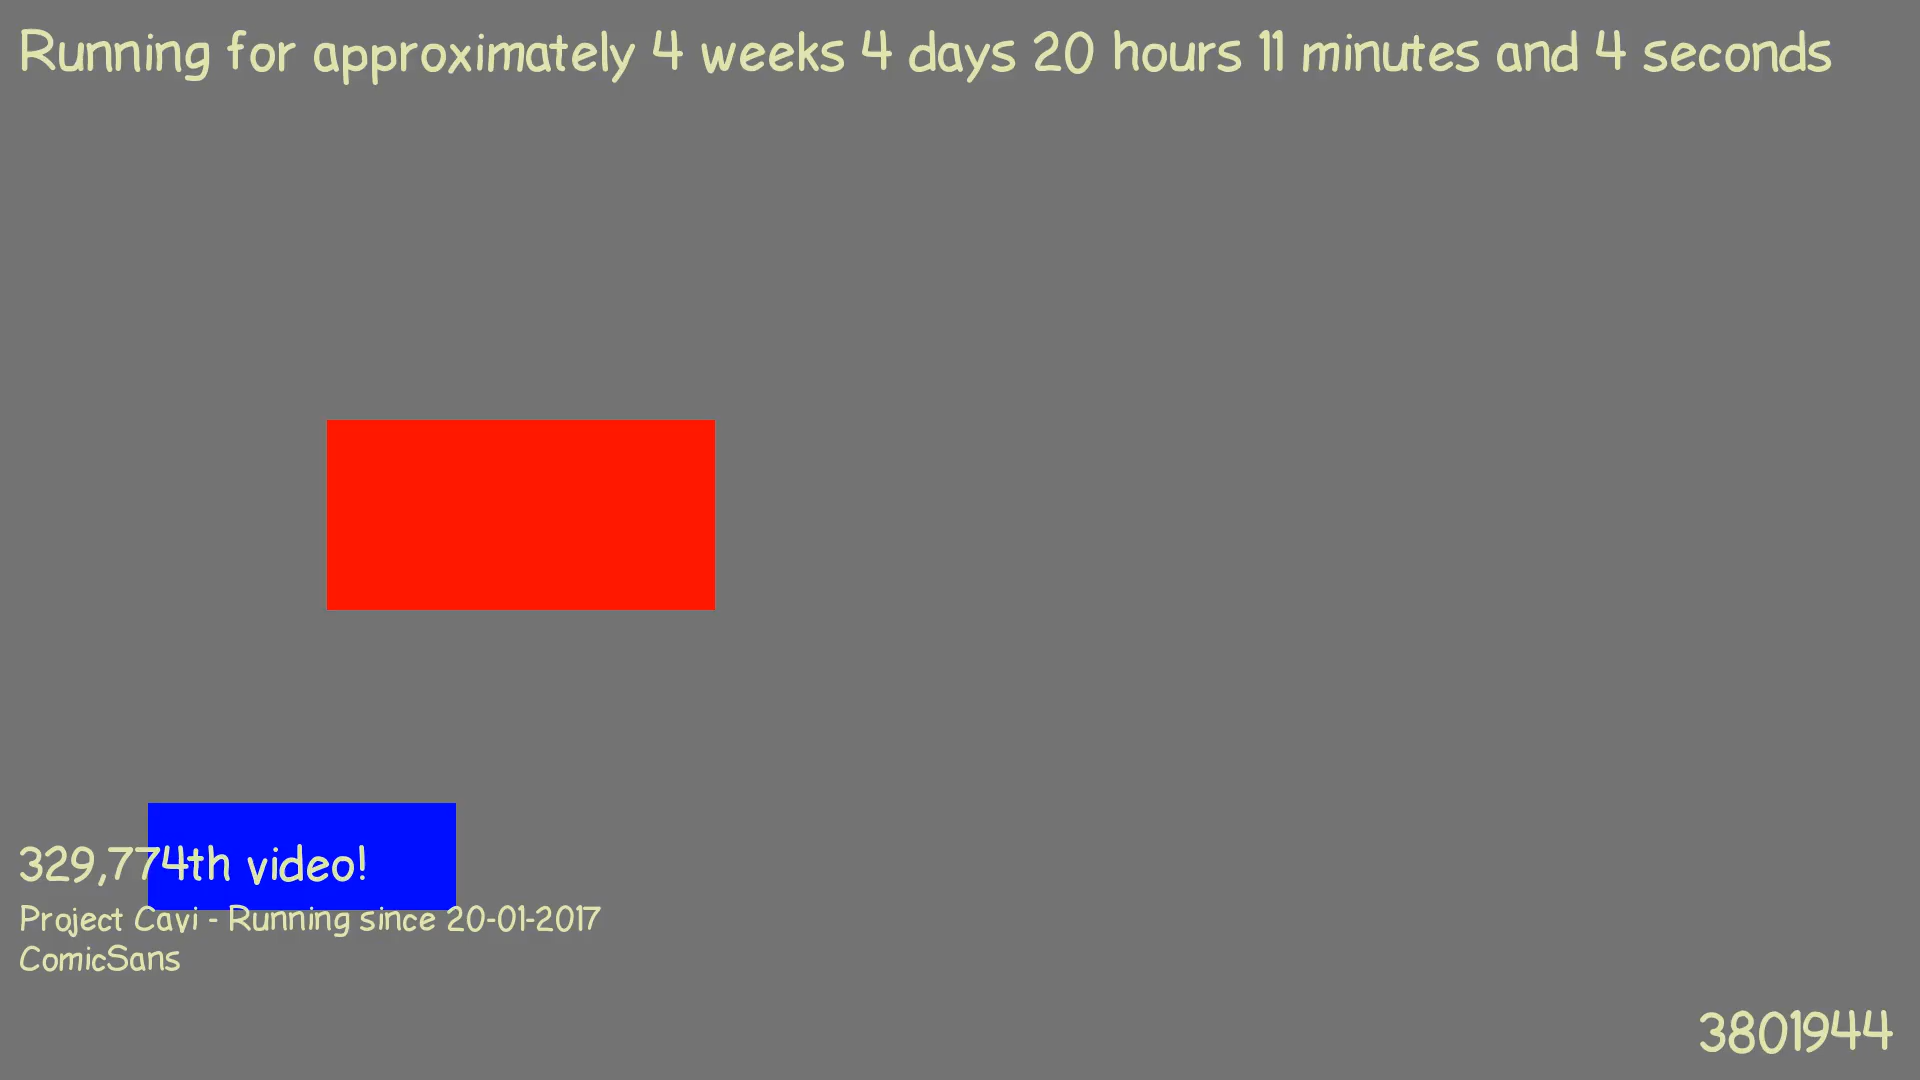 Running for approximately 4 weeks 4 days 20 hours 11 minutes and 4 seconds
329,774th video!
Project Cavi - Running since 20-01-2017
ComicSans
3801944